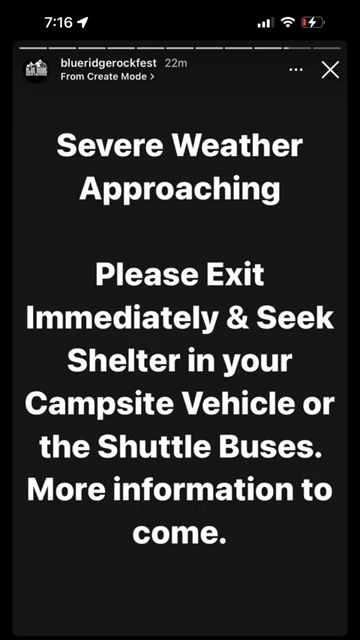 7:16
blueridgerockfest 22m
From Create Mode >
Severe Weather
Approaching
Please Exit
Immediately & Seek
Shelter in your
Campsite Vehicle or
the Shuttle Buses.
More information to
come.